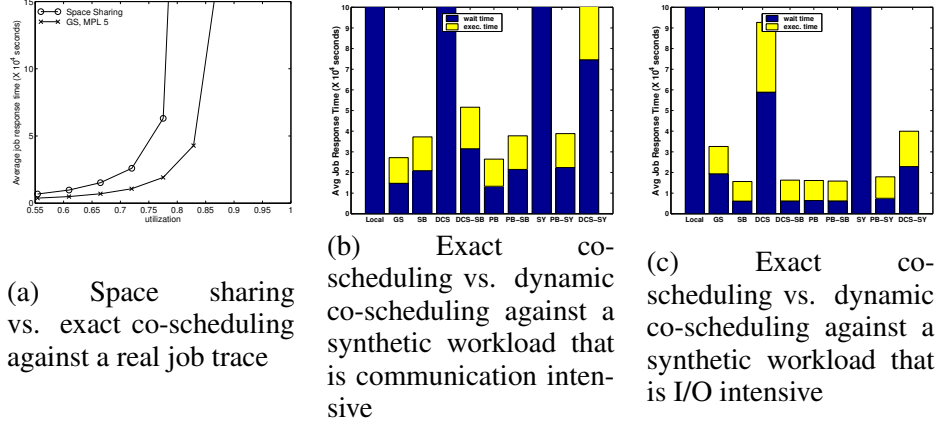 Space Sharing
GS, MPL 5
Average job response time (X 10^4 seconds)
15
10
5
0
0.55 0.6 0.65 0.7 0.75 0.8 0.85 0.9 0.95 1
utilization
(a) Space sharing
vs. exact co-scheduling
against a real job trace
wait time
exec. time
Avg Job Response Time (X 10^4 seconds)
10
9
8
7
6
5
4
3
2
1
0
Local GS SB DCS DCS-SB PB PB-SB SY PB-SY DCS-SY
(b) Exact co-
scheduling vs. dynamic
co-scheduling against a
synthetic workload that
is communication inten-
sive
wait time
exec. time
Avg Job Response Time (X 10^4 seconds)
10
9
8
7
6
5
4
3
2
1
0
Local GS SB DCS DCS-SB PB PB-SB SY PB-SY DCS-SY
(c) Exact co-
scheduling vs. dynamic
co-scheduling against a
synthetic workload that
is I/O intensive